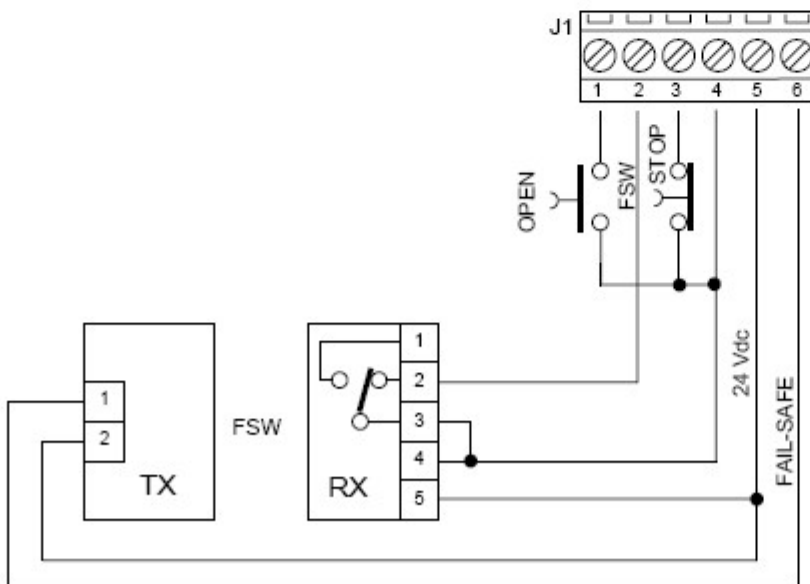 J1
1 2 3 4 5 6
OPEN
FSW
STOP
24 Vdc
FAIL-SAFE
1
2
TX
FSW
RX
1
2
3
4
5